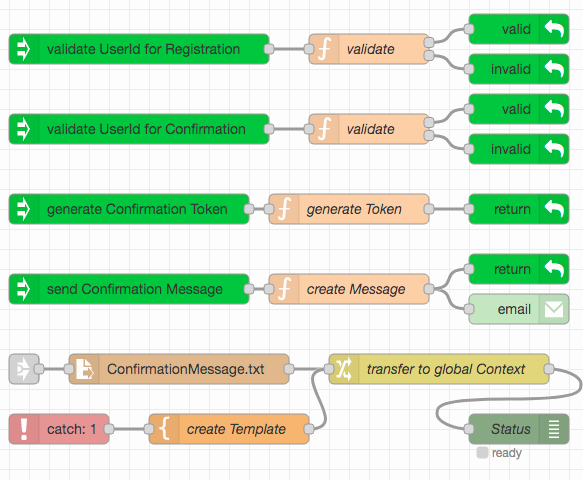 validate UserId for Registration
validate
valid
invalid
validate UserId for Confirmation
validate
valid
invalid
generate Confirmation Token
generate Token
return
send Confirmation Message
create Message
return
email
ConfirmationMessage.txt
transfer to global Context
catch: 1
create Template
Status
ready